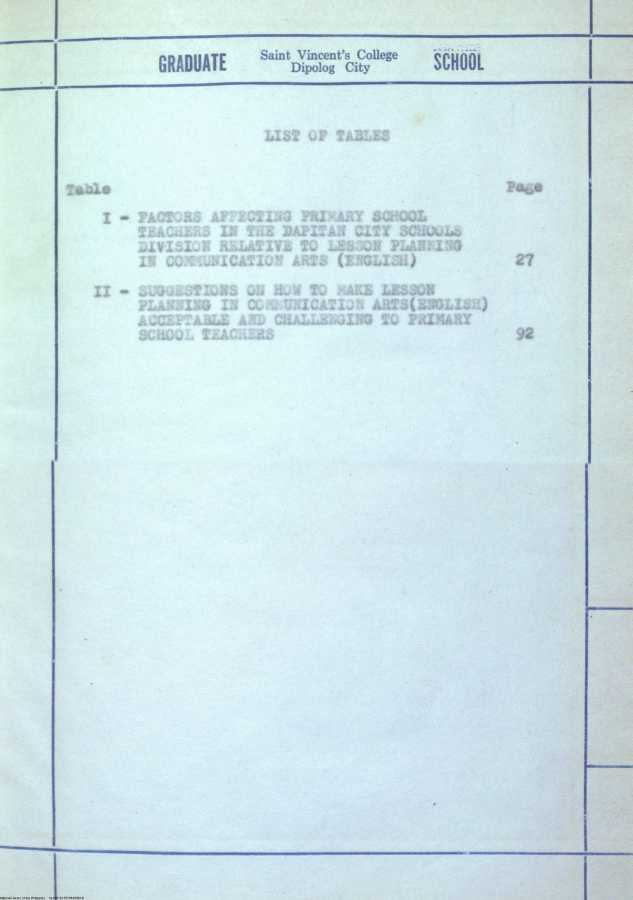 GRADUATE Saint Vincent's College SCHOOL
Dipolog City
LIST OF TABLES
Table Page
I - FACTORS AFFECTING PRIMARY SCHOOL
TEACHERS IN THE DAPITAN CITY SCHOOLS
DIVISION RELATIVE TO LESSON PLANNING
IN COMMUNICATION ARTS (ENGLISH) 27
II - SUGGESTIONS ON HOW TO MAKE LESSON
PLANNING IN COMMUNICATION ARTS(ENGLISH)
ACCEPTABLE AND CHALLENGING TO PRIMARY
SCHOOL TEACHERS 92